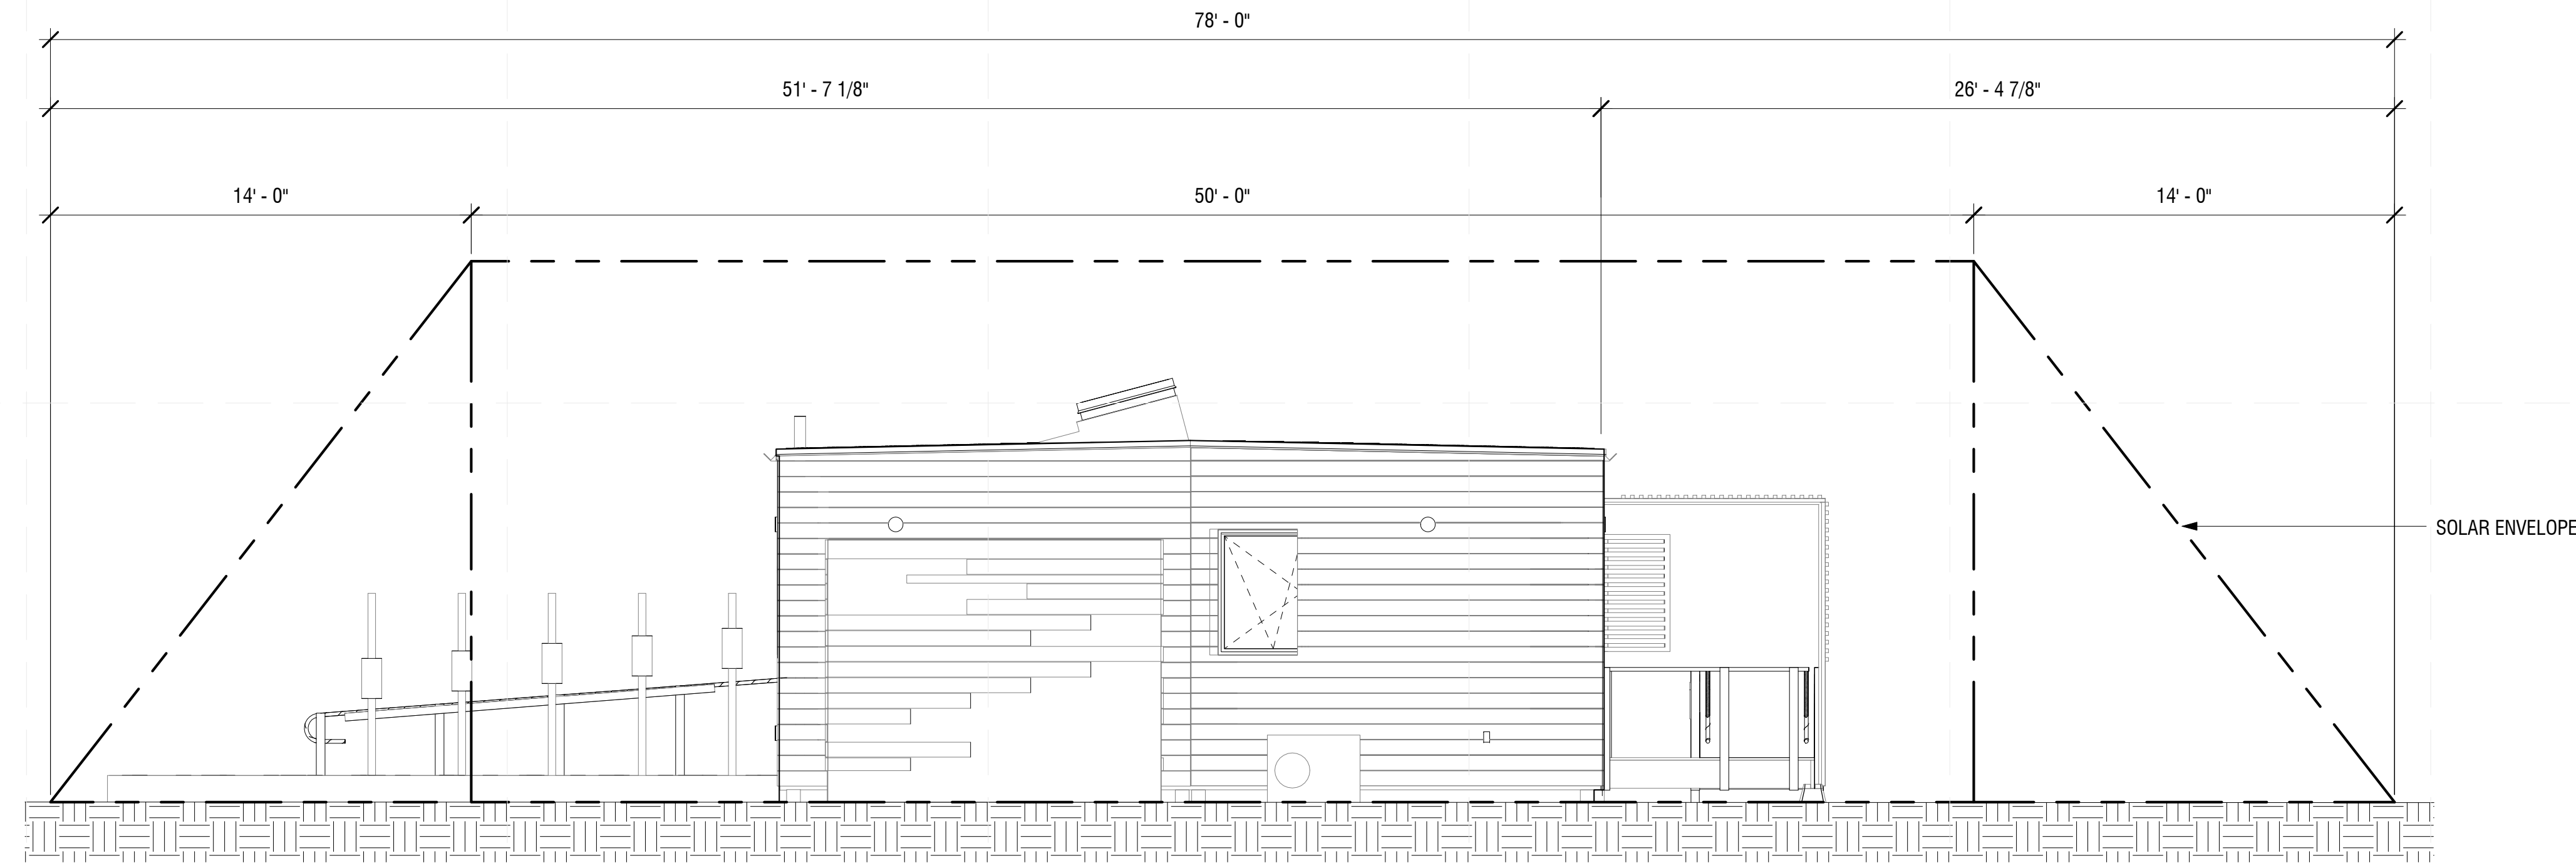 78' - 0"
51' - 7 1/8"
26' - 4 7/8"
14' - 0"
50' - 0"
14' - 0"
SOLAR ENVELOPE